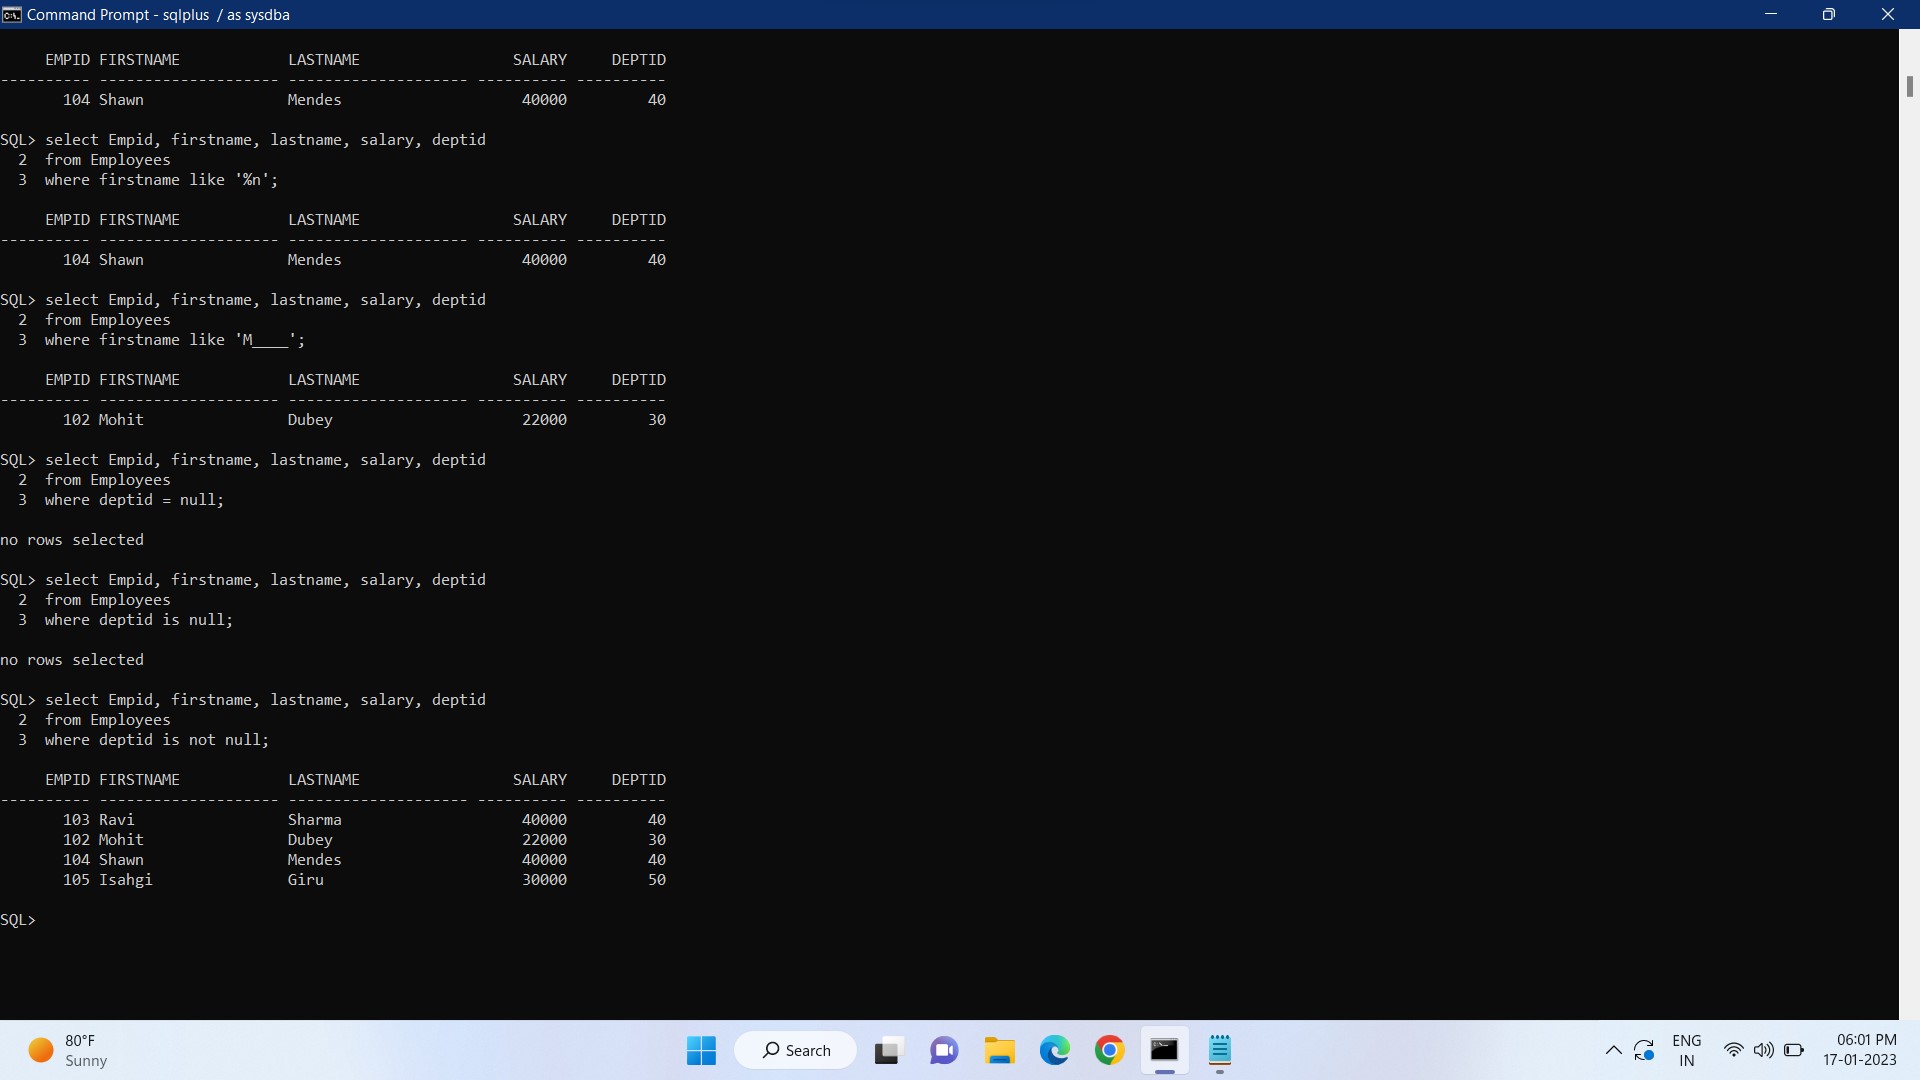 Command Prompt - sqlplus  / as sysdba
     EMPID FIRSTNAME            LASTNAME                 SALARY     DEPTID
---------- -------------------- -------------------- ---------- ----------
       104 Shawn                Mendes                    40000         40
SQL> select Empid, firstname, lastname, salary, deptid
  2  from Employees
  3  where firstname like '%n';
     EMPID FIRSTNAME            LASTNAME                 SALARY     DEPTID
---------- -------------------- -------------------- ---------- ----------
       104 Shawn                Mendes                    40000         40
SQL> select Empid, firstname, lastname, salary, deptid
  2  from Employees
  3  where firstname like 'M____';
     EMPID FIRSTNAME            LASTNAME                 SALARY     DEPTID
---------- -------------------- -------------------- ---------- ----------
       102 Mohit                Dubey                     22000         30
SQL> select Empid, firstname, lastname, salary, deptid
  2  from Employees
  3  where deptid = null;
no rows selected
SQL> select Empid, firstname, lastname, salary, deptid
  2  from Employees
  3  where deptid is null;
no rows selected
SQL> select Empid, firstname, lastname, salary, deptid
  2  from Employees
  3  where deptid is not null;
     EMPID FIRSTNAME            LASTNAME                 SALARY     DEPTID
---------- -------------------- -------------------- ---------- ----------
       103 Ravi                 Sharma                    40000         40
       102 Mohit                Dubey                     22000         30
       104 Shawn                Mendes                    40000         40
       105 Isahgi               Giru                      30000         50
SQL>
80°F
Sunny
Search
ENG
IN
06:01 PM
17-01-2023